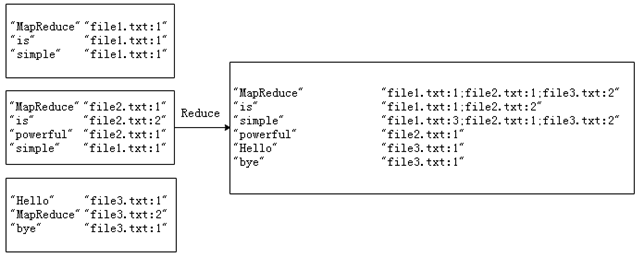 "MapReduce" "file1.txt:1"
"is" "file1.txt:1"
"simple" "file1.txt:1"
"MapReduce" "file2.txt:1"
"is" "file2.txt:2"
"powerful" "file2.txt:1"
"simple" "file1.txt:1"
"Hello" "file3.txt:1"
"MapReduce" "file3.txt:2"
"bye" "file3.txt:1"
Reduce
"MapReduce" "file1.txt:1;file2.txt:1;file3.txt:2"
"is" "file1.txt:1;file2.txt:2"
"simple" "file1.txt:3;file2.txt:1;file3.txt:2"
"powerful" "file2.txt:1"
"Hello" "file3.txt:1"
"bye" "file3.txt:1"